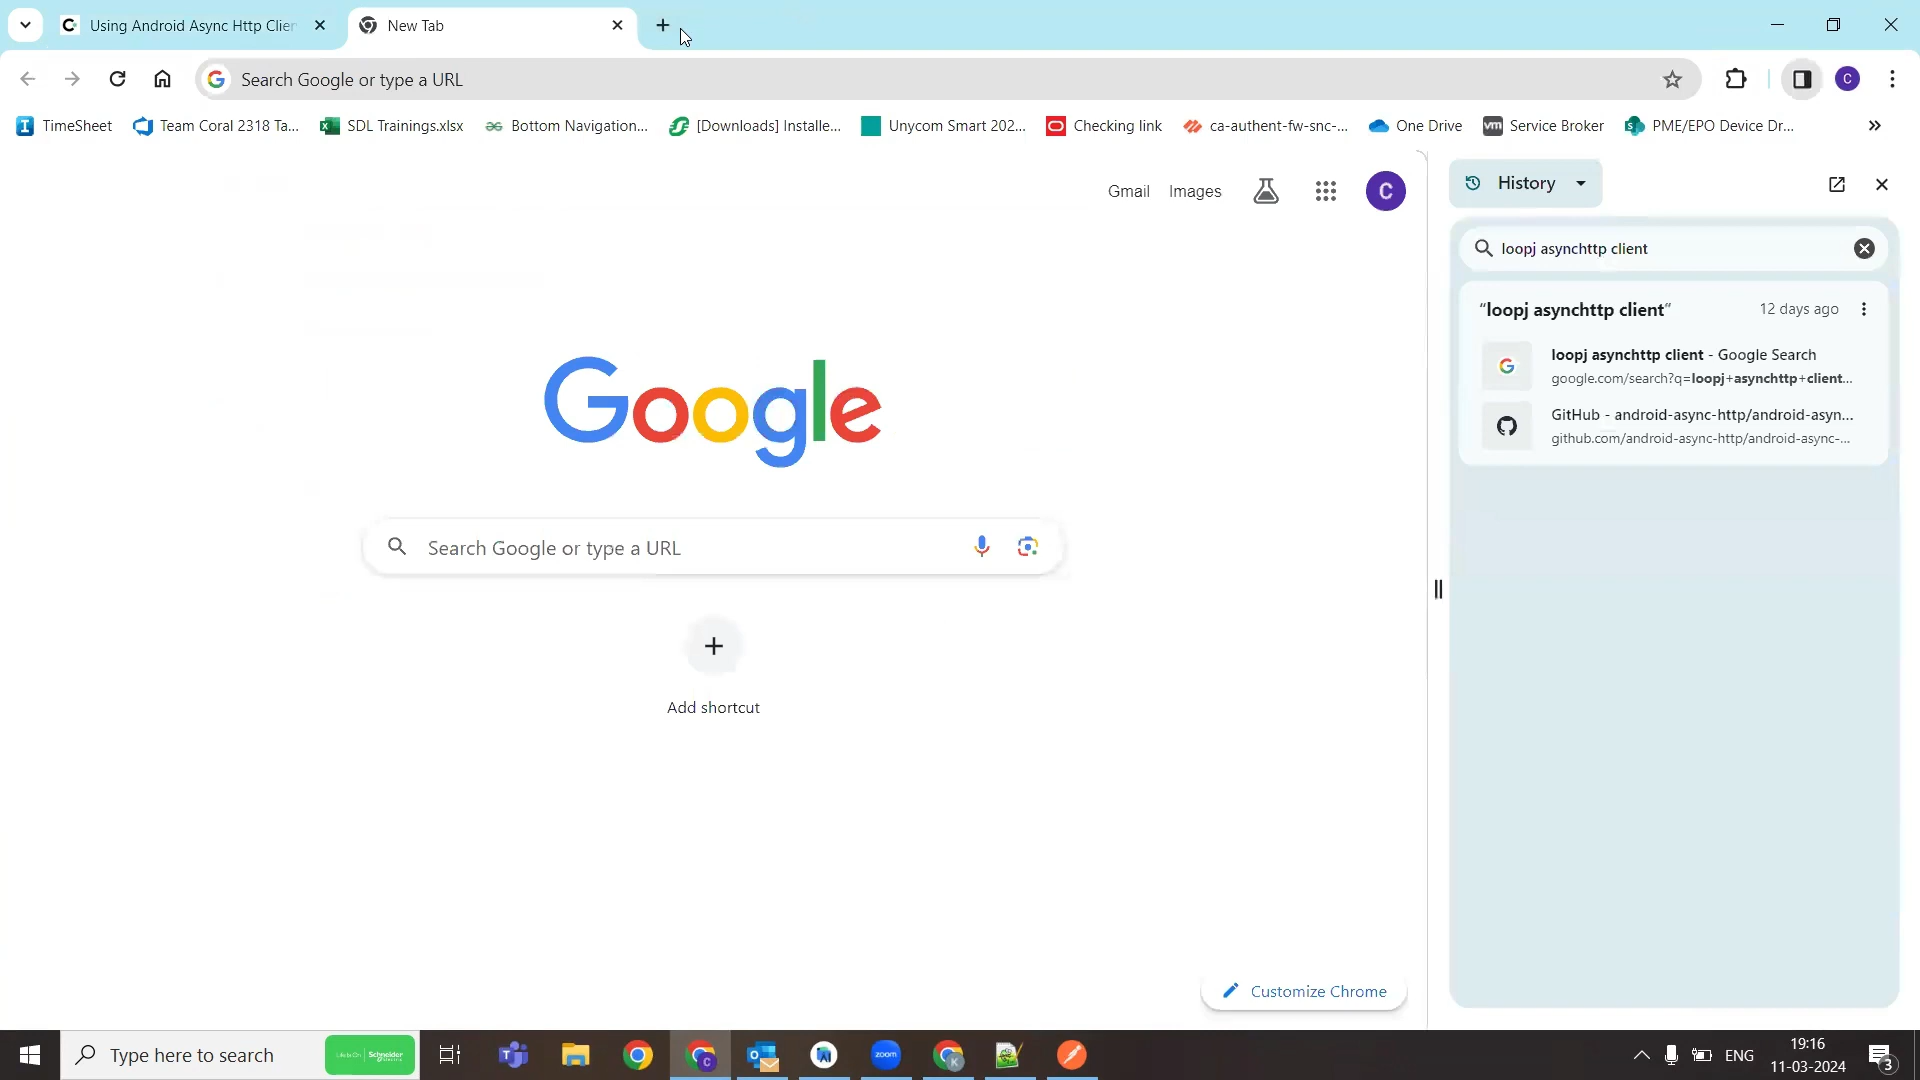 Using Android Async Http Clier
New Tab
Search Google or type a URL
C
TimeSheet
Team Coral 2318 Ta...
SDL Trainings.xlsx
Bottom Navigation...
[Downloads] Installe...
Unycom Smart 202...
Checking link
ca-authent-fw-snc-...
One Drive
Service Broker
PME/EPO Device Dr...
Gmail
Images
C
History
loopj asynchttp client
“loopj asynchttp client”
12 days ago
loopj asynchttp client - Google Search
google.com/search?q=loopj+asynchttp+client...
GitHub - android-async-http/android-asyn...
github.com/android-async-http/android-async-...
Google
Search Google or type a URL
Add shortcut
Customize Chrome
Type here to search
Schneider
zoom
ENG
19:16
11-03-2024
3